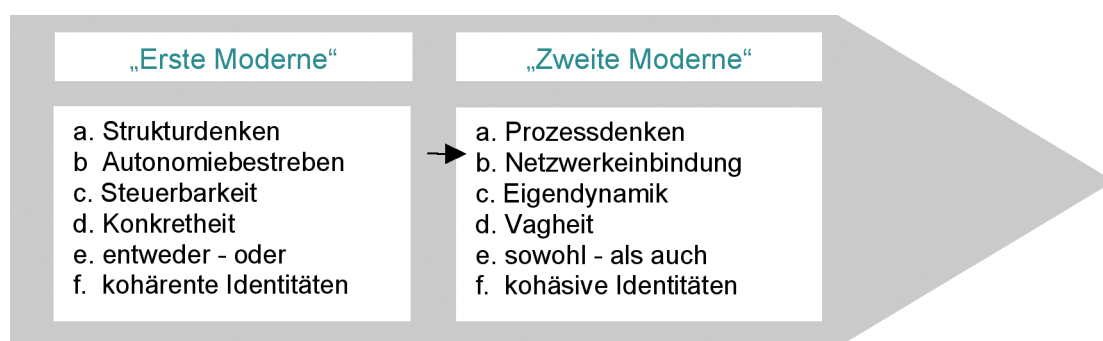 „Erste Moderne“
a. Strukturdenken
b Autonomiebestreben
c. Steuerbarkeit
d. Konkretheit
e. entweder - oder
f. kohärente Identitäten
„Zweite Moderne“
a. Prozessdenken
b. Netzwerkeinbindung
c. Eigendynamik
d. Vagheit
e. sowohl - als auch
f. kohäsive Identitäten